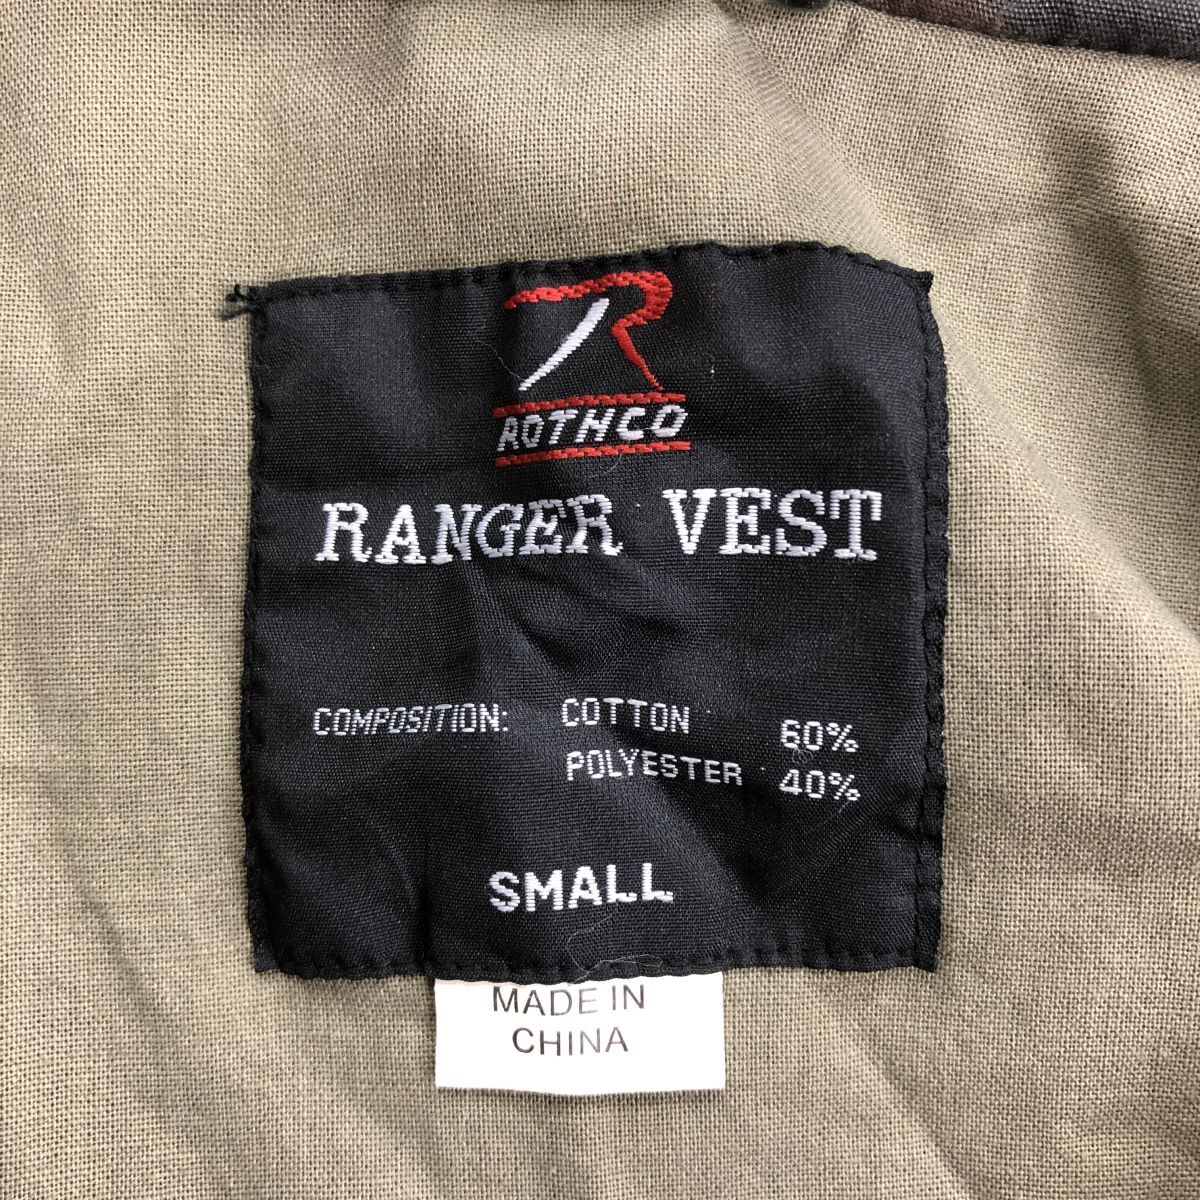 ROTHCO
RANGER VEST
COMPOSITION: COTTON 60%
POLYESTER 40%
SMALL
MADE IN
CHINA